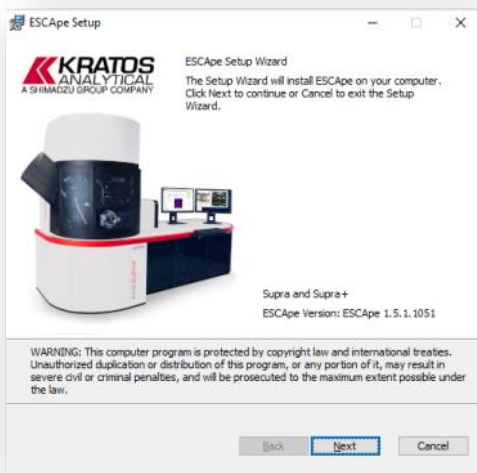 ESCApe Setup
KRATOS
ANALYTICAL
A SHIMADZU GROUP COMPANY
ESCApe Setup Wizard
The Setup Wizard will install ESCApe on your computer.
Click Next to continue or Cancel to exit the Setup
Wizard.
Supra and Supra+
ESCApe Version: ESCApe 1.5.1.1051
WARNING: This computer program is protected by copyright law and international treaties.
Unauthorized duplication or distribution of this program, or any portion of it, may result in
severe civil or criminal penalties, and will be prosecuted to the maximum extent possible under
the law.
Back Next Cancel